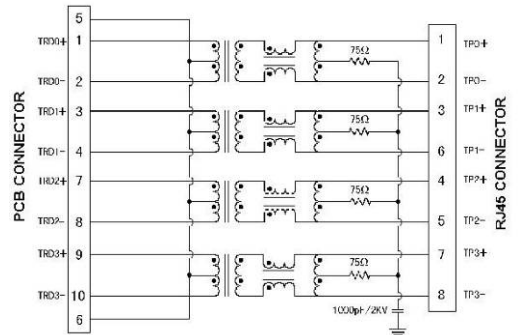 PCB CONNECTOR
5
TRD0+ 1
TRD0- 2
TRD1+ 3
TRD1- 4
TRD2+ 7
TRD2- 8
TRD3+ 9
TRD3- 10
6
75Ω
75Ω
75Ω
75Ω
1000pF/2KV
1 TP0+
2 TP0-
3 TP1+
6 TP1-
4 TP2+
5 TP2-
7 TP3+
8 TP3-
RJ45 CONNECTOR